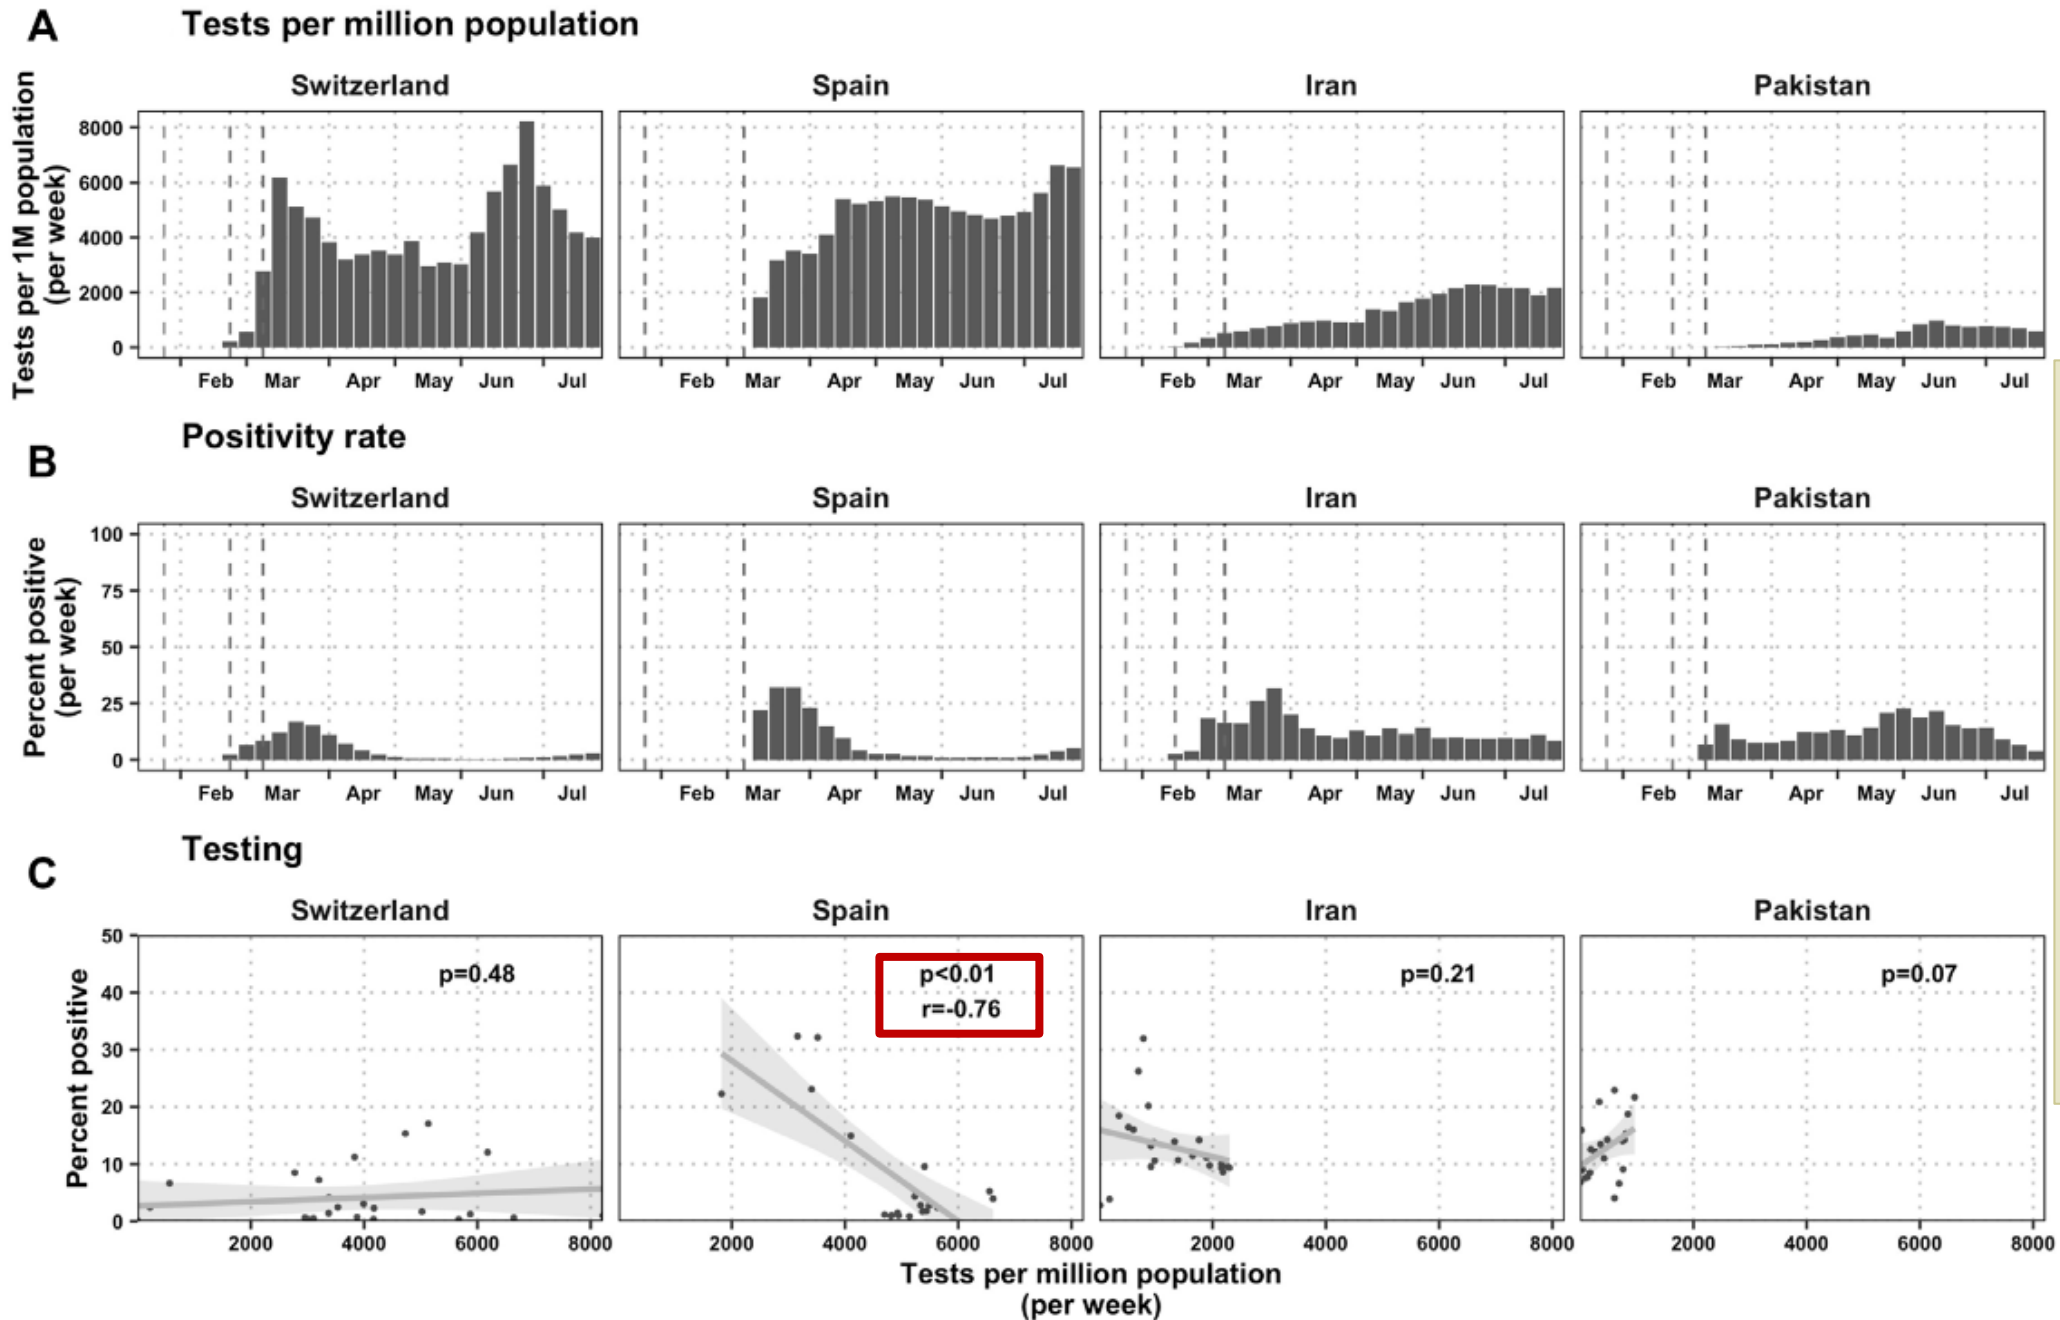 A
Tests per million population
Switzerland
Spain
Iran
Pakistan
Tests per 1M population
(per week)
8000
6000
4000
2000
0
Feb Mar Apr May Jun Jul
Feb Mar Apr May Jun Jul
Feb Mar Apr May Jun Jul
Feb Mar Apr May Jun Jul
B
Positivity rate
Switzerland
Spain
Iran
Pakistan
Percent positive
(per week)
100
75
50
25
0
Feb Mar Apr May Jun Jul
Feb Mar Apr May Jun Jul
Feb Mar Apr May Jun Jul
Feb Mar Apr May Jun Jul
C
Testing
Switzerland
Spain
Iran
Pakistan
Percent positive
50
40
30
20
10
0
p=0.48
p<0.01
r=-0.76
p=0.21
p=0.07
2000 4000 6000 8000
2000 4000 6000 8000
2000 4000 6000 8000
2000 4000 6000 8000
Tests per million population
(per week)